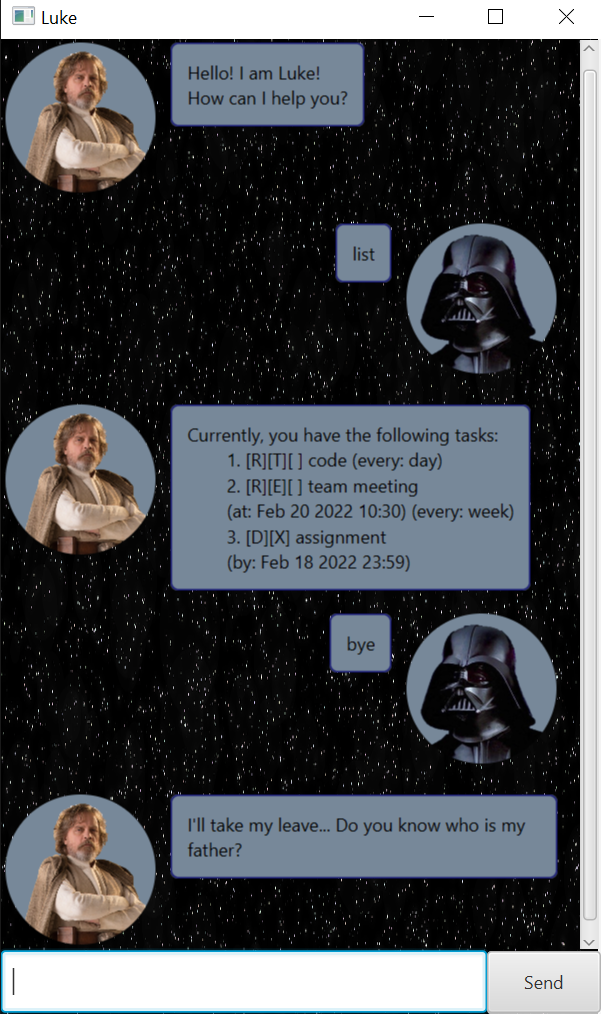 Luke
Hello! I am Luke!
How can I help you?
list
Currently, you have the following tasks:
1. [R][T][ ] code (every: day)
2. [R][E][ ] team meeting
(at: Feb 20 2022 10:30) (every: week)
3. [D][X] assignment
(by: Feb 18 2022 23:59)
bye
I'll take my leave... Do you know who is my
father?
Send